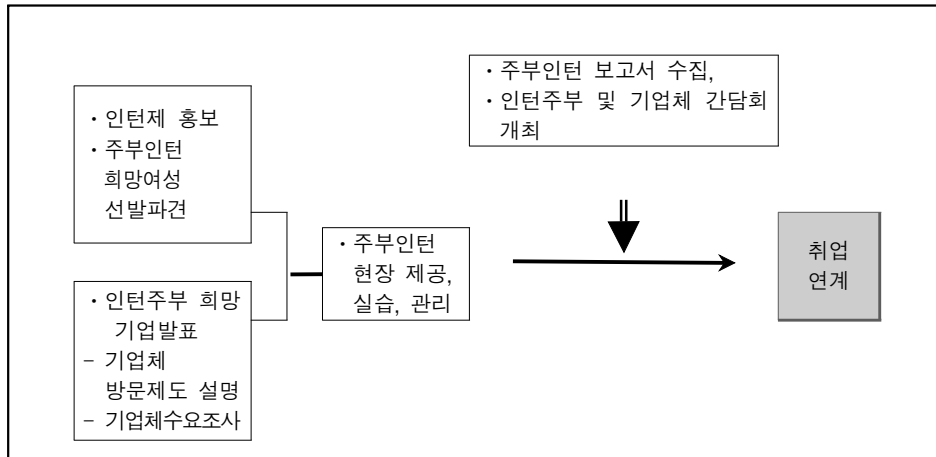 · 인턴제 홍보
· 주부인턴
희망여성
선발파견
· 인턴주부 희망
기업발표
- 기업체
방문제도 설명
- 기업체수요조사
· 주부인턴
현장 제공,
실습, 관리
· 주부인턴 보고서 수집,
· 인턴주부 및 기업체 간담회
개최
취업
연계